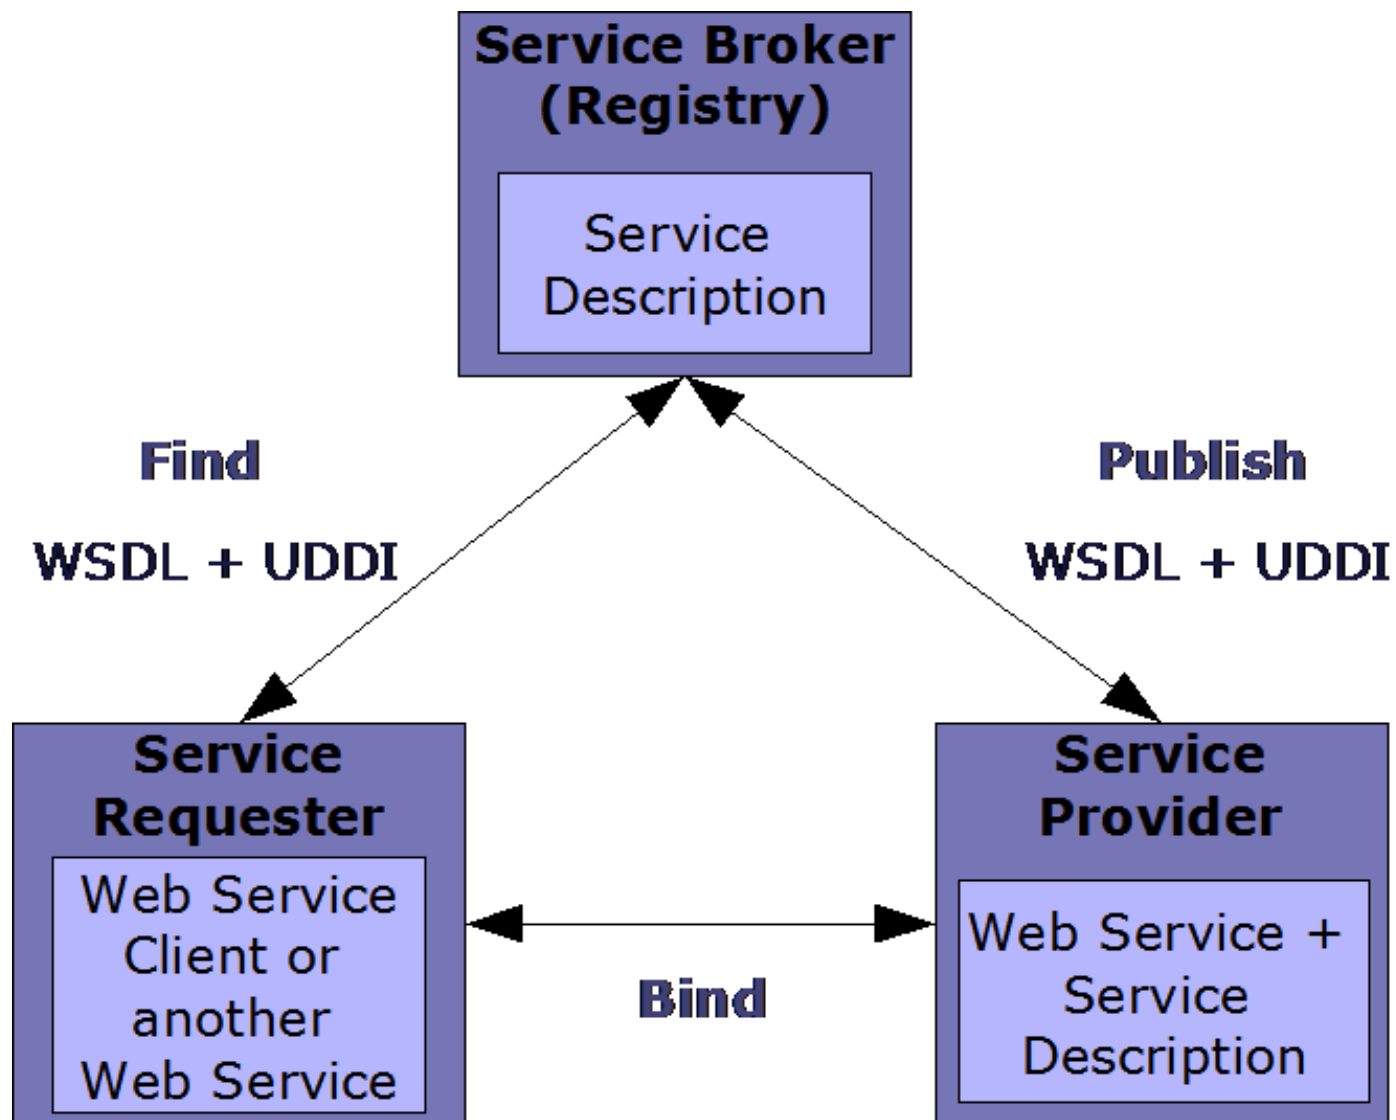 Service Broker
(Registry)
Service
Description
Find
WSDL + UDDI
Publish
WSDL + UDDI
Service
Requester
Web Service
Client or
another
Web Service
Bind
Service
Provider
Web Service +
Service
Description